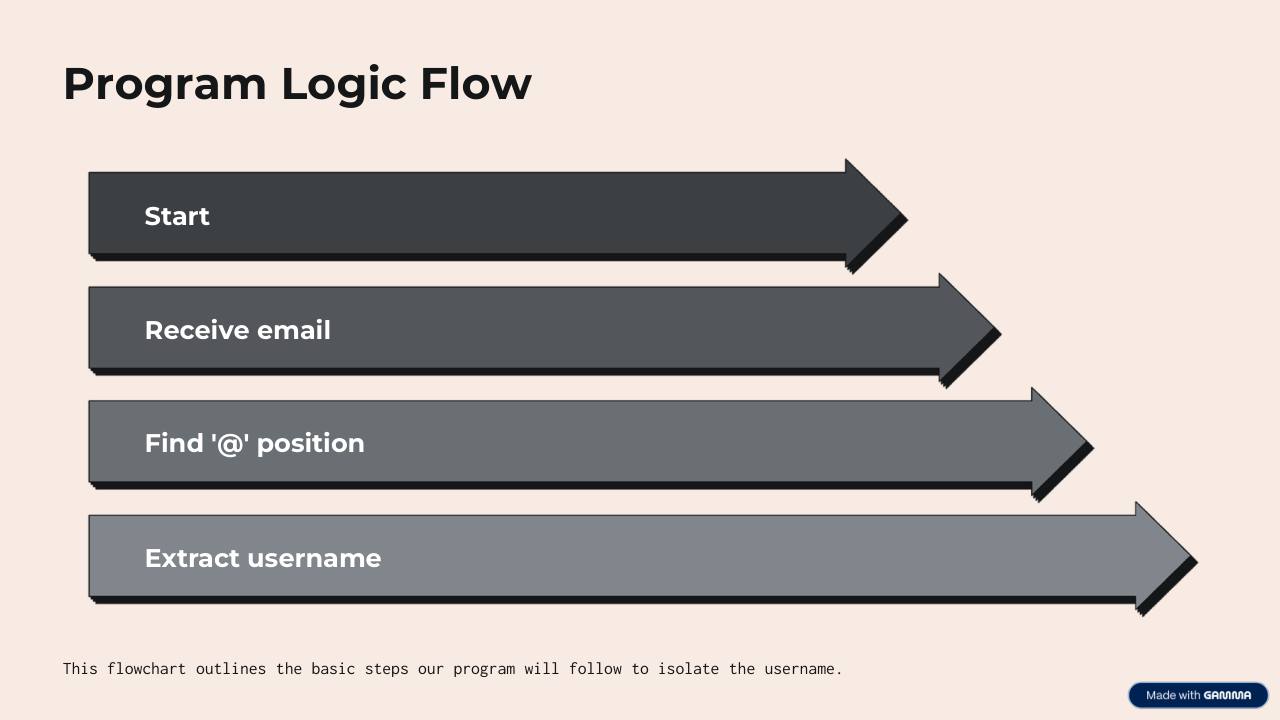 Program Logic Flow
Start
Receive email
Find '@' position
Extract username
This flowchart outlines the basic steps our program will follow to isolate the username.
Made with GAMMA